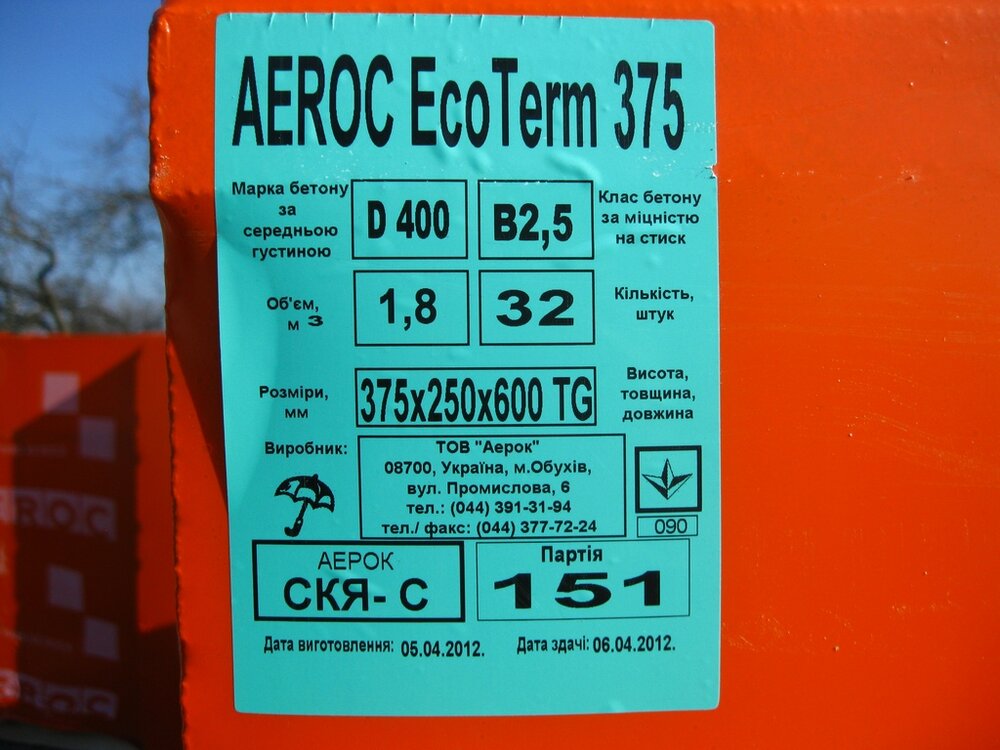 AEROC EcoTerm 375
Марка бетону
за
середньою
густиною
D 400
B2,5
Клас бетону
за міцністю
на стиск
Об'єм,
м 3
1,8
32
Кількість,
штук
Розміри,
мм
375x250x600 TG
Висота,
товщина,
довжина
Виробник:
ТОВ "Аерок"
08700, Україна, м.Обухів,
вул. Промислова, 6
тел.: (044) 391-31-94
тел./ факс: (044) 377-72-24
090
АЕРОК
СКЯ- С
Партія
151
Дата виготовлення: 05.04.2012.
Дата здачі: 06.04.2012.
ROC
ROC